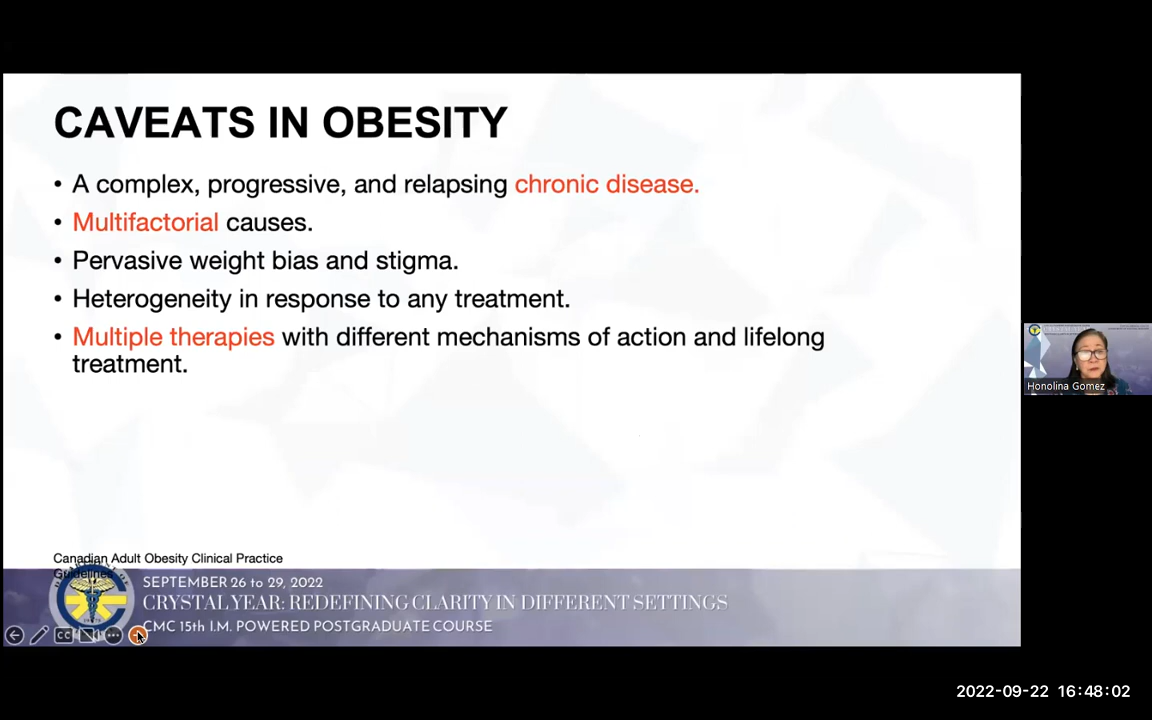 CAVEATS IN OBESITY
• A complex, progressive, and relapsing chronic disease.
• Multifactorial causes.
• Pervasive weight bias and stigma.
• Heterogeneity in response to any treatment.
• Multiple therapies with different mechanisms of action and lifelong
treatment.
Honolina Gomez
Canadian Adult Obesity Clinical Practice
Guidelines
SEPTEMBER 26 to 29, 2022
CRYSTAL YEAR: REDEFINING CLARITY IN DIFFERENT SETTINGS
CMC 15th I.M. POWERED POSTGRADUATE COURSE
CC
2022-09-22 16:48:02